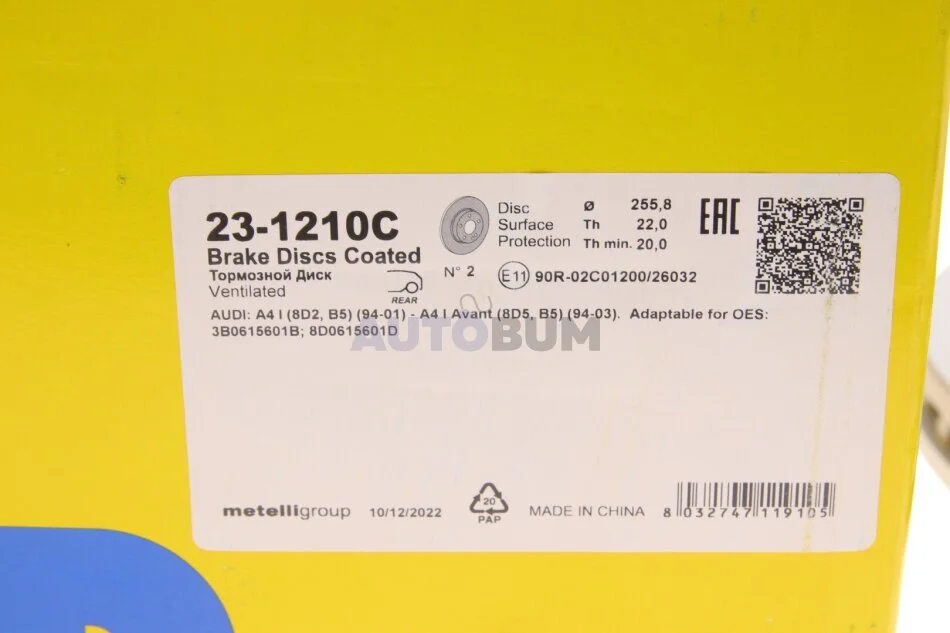 23-1210C
Brake Discs Coated
Тормозной Диск
Ventilated
REAR
N° 2
Disc Ø 255,8
Surface Th 22,0
Protection Th min. 20,0
EAC
E11 90R-02C01200/26032
AUDI: A4 I (8D2, B5) (94-01) - A4 I Avant (8D5, B5) (94-03). Adaptable for OES:
3B0615601B; 8D0615601D
AUTOBUM
metelligroup 10/12/2022
20
PAP
MADE IN CHINA
8 032747 119105